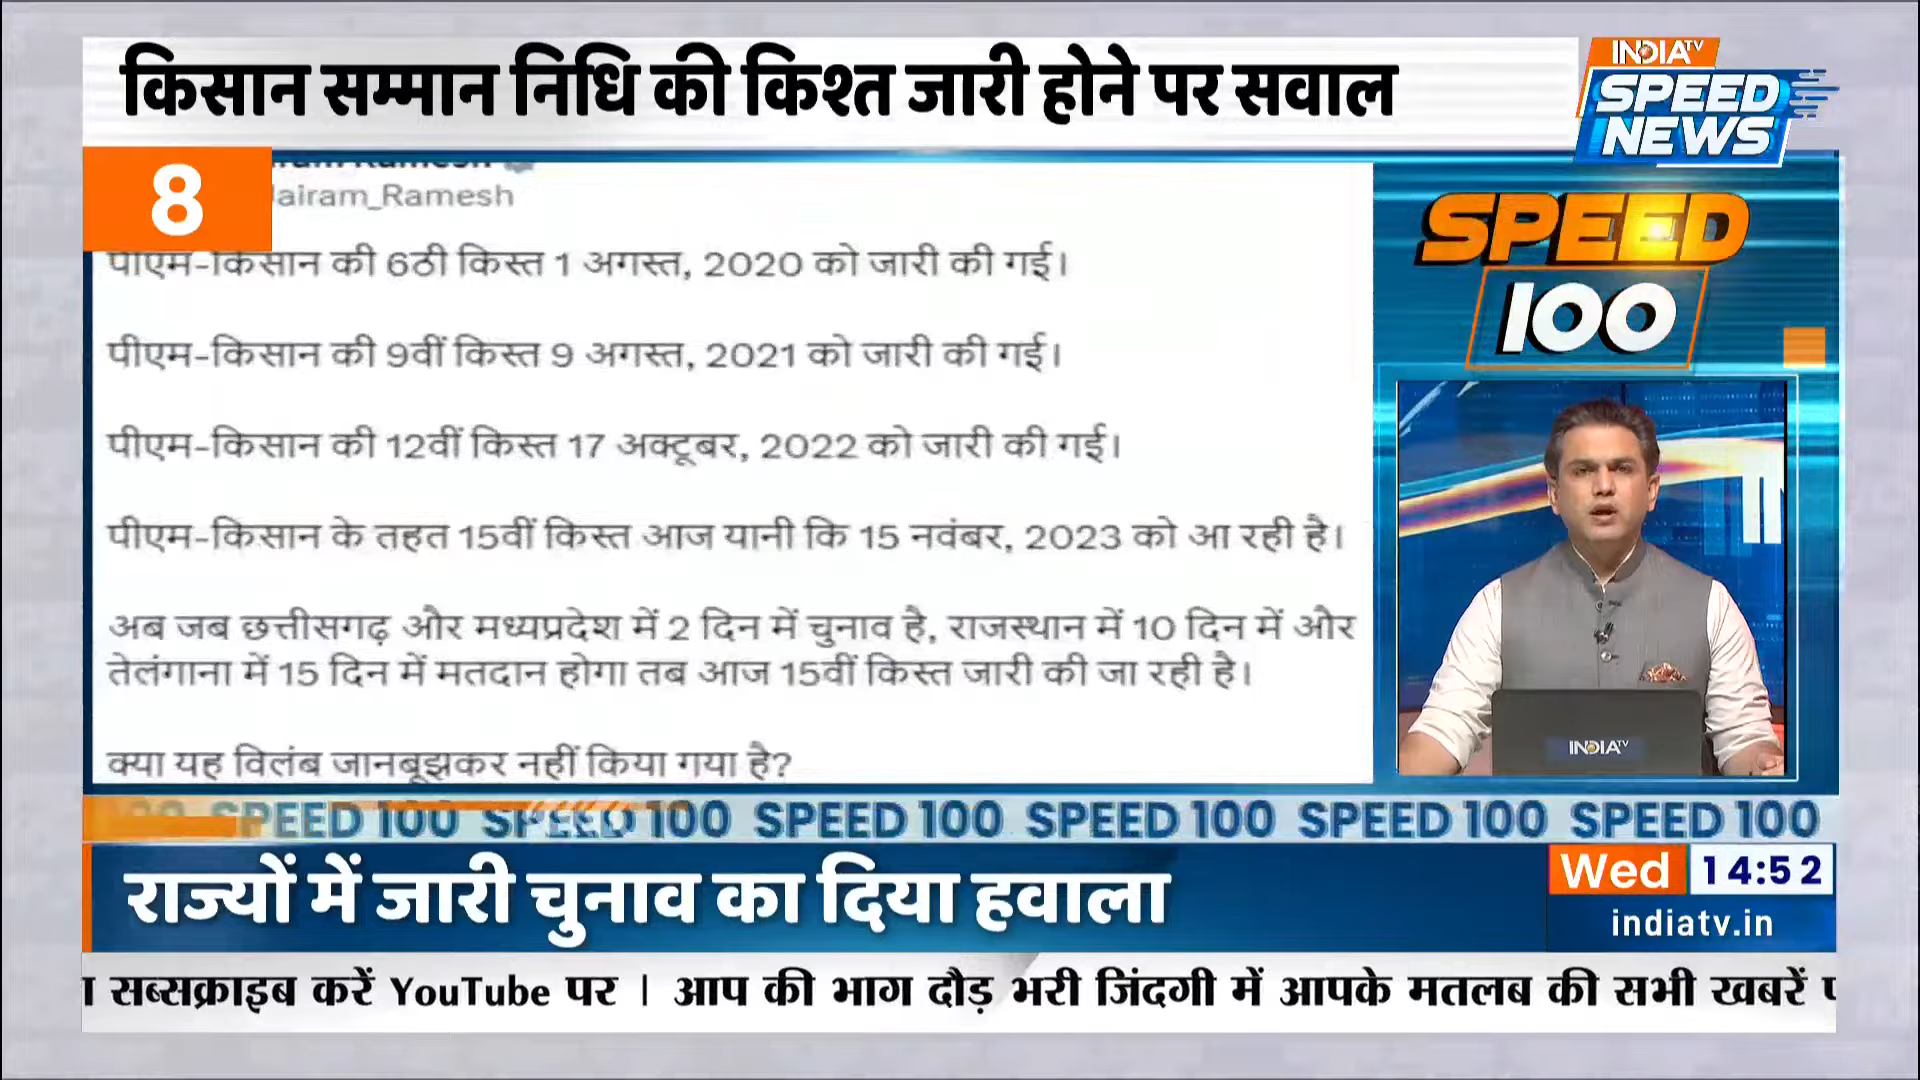 किसान सम्मान निधि की किश्त जारी होने पर सवाल
INDIA TV
SPEED
NEWS
8
Jairam_Ramesh
पीएम-किसान की 6ठी किस्त 1 अगस्त, 2020 को जारी की गई।
पीएम-किसान की 9वीं किस्त 9 अगस्त, 2021 को जारी की गई।
पीएम-किसान की 12वीं किस्त 17 अक्टूबर, 2022 को जारी की गई।
पीएम-किसान के तहत 15वीं किस्त आज यानी कि 15 नवंबर, 2023 को आ रही है।
अब जब छत्तीसगढ़ और मध्यप्रदेश में 2 दिन में चुनाव है, राजस्थान में 10 दिन में और
तेलंगाना में 15 दिन में मतदान होगा तब आज 15वीं किस्त जारी की जा रही है।
क्या यह विलंब जानबूझकर नहीं किया गया है?
SPEED
100
INDIA TV
SPEED 100 SPEED 100 SPEED 100 SPEED 100 SPEED 100 SPEED 100
राज्यों में जारी चुनाव का दिया हवाला
Wed 14:52
indiatv.in
सब्सक्राइब करें YouTube पर | आप की भाग दौड़ भरी जिंदगी में आपके मतलब की सभी खबरें